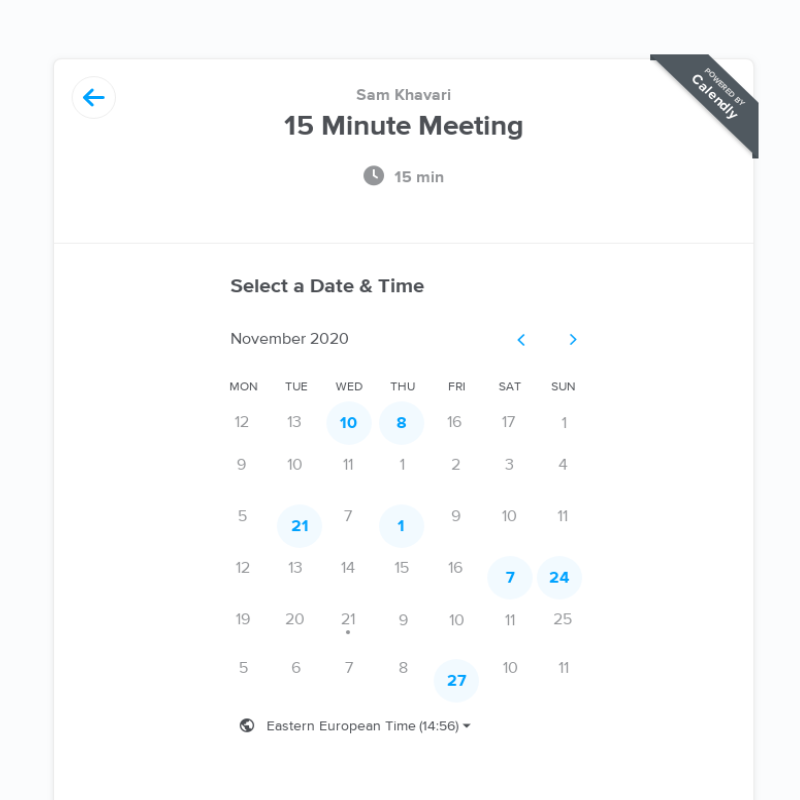 POWERED BY
Calendly
Sam Khavari
15 Minute Meeting
15 min
Select a Date & Time
November 2020
MON TUE WED THU FRI SAT SUN
12 13 10 8 16 17 1
9 10 11 1 2 3 4
5 21 7 1 9 10 11
12 13 14 15 16 7 24
19 20 21 9 10 11 25
5 6 7 8 27 10 11
Eastern European Time (14:56)